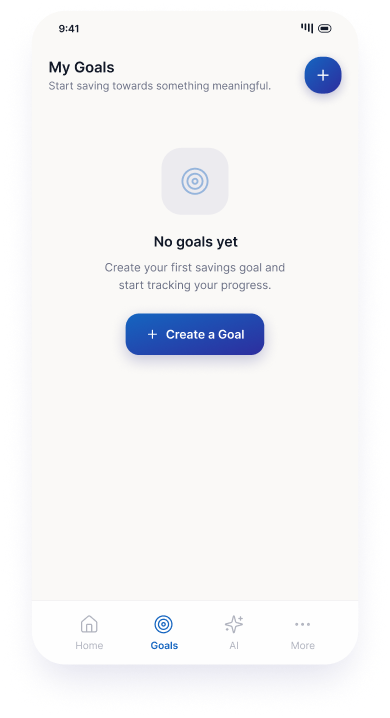 9:41
My Goals
Start saving towards something meaningful.
No goals yet
Create your first savings goal and
start tracking your progress.
Create a Goal
Home
Goals
AI
More